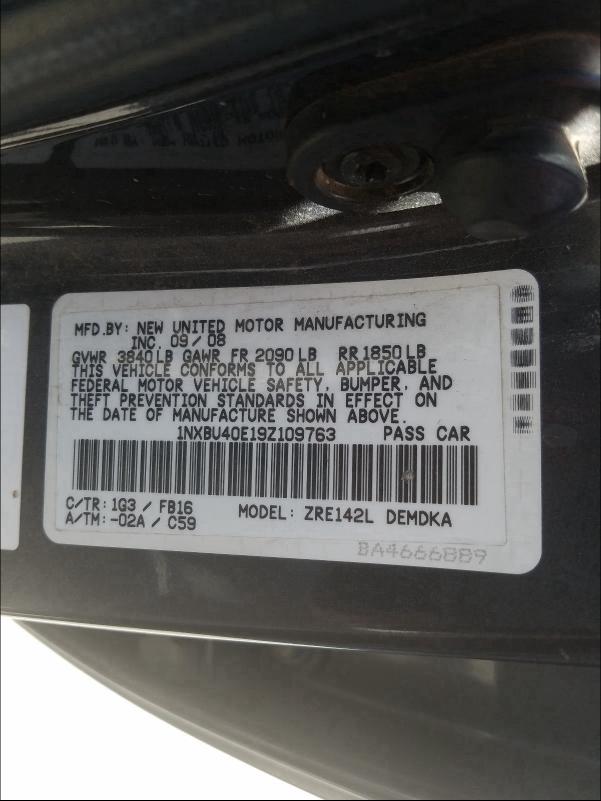 MFD.BY: NEW UNITED MOTOR MANUFACTURING
INC. 09/08
GVWR 3840LB GAWR FR 2090LB RR 1850LB
THIS VEHICLE CONFORMS TO ALL APPLICABLE
FEDERAL MOTOR VEHICLE SAFETY, BUMPER, AND
THEFT PREVENTION STANDARDS IN EFFECT ON
THE DATE OF MANUFACTURE SHOWN ABOVE.
1NXBU40E19Z109763 PASS CAR
C/TR: 1G3 / FB16
A/TM: -02A / C59
MODEL: ZRE142L DEMDKA
BA4666889